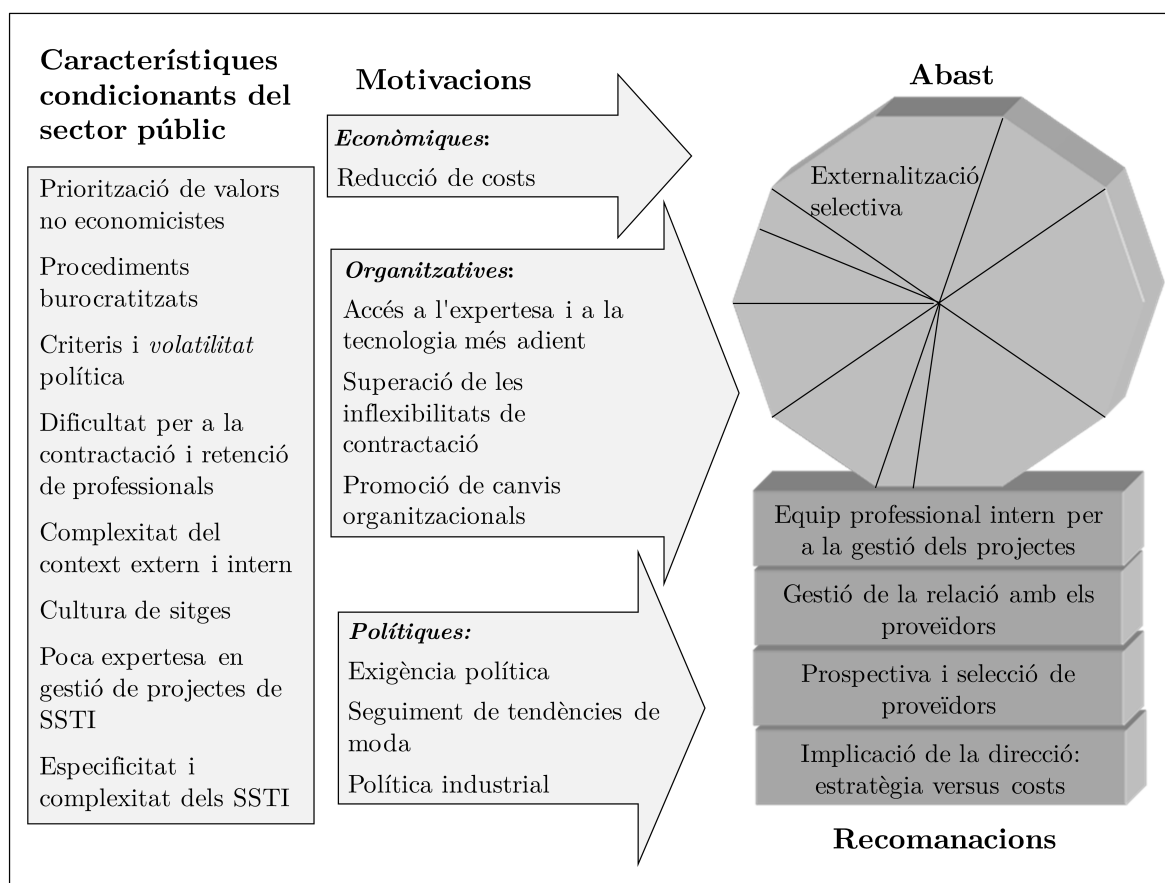 Característiques
condicionants del
sector públic
Priorització de valors
no economicistes
Procediments
burocratitzats
Criteris i volatilitat
política
Dificultat per a la
contractació i retenció
de professionals
Complexitat del
context extern i intern
Cultura de sitges
Poca expertesa en
gestió de projectes de
SSTI
Especificitat i
complexitat dels SSTI
Motivacions
Econòmiques:
Reducció de costs
Organitzatives:
Accés a l'expertesa i a la
tecnologia més adient
Superació de les
inflexibilitats de
contractació
Promoció de canvis
organitzacionals
Polítiques:
Exigència política
Seguiment de tendències de
moda
Política industrial
Abast
Externalització
selectiva
Equip professional intern per
a la gestió dels projectes
Gestió de la relació amb els
proveïdors
Prospectiva i selecció de
proveïdors
Implicació de la direcció:
estratègia versus costs
Recomanacions